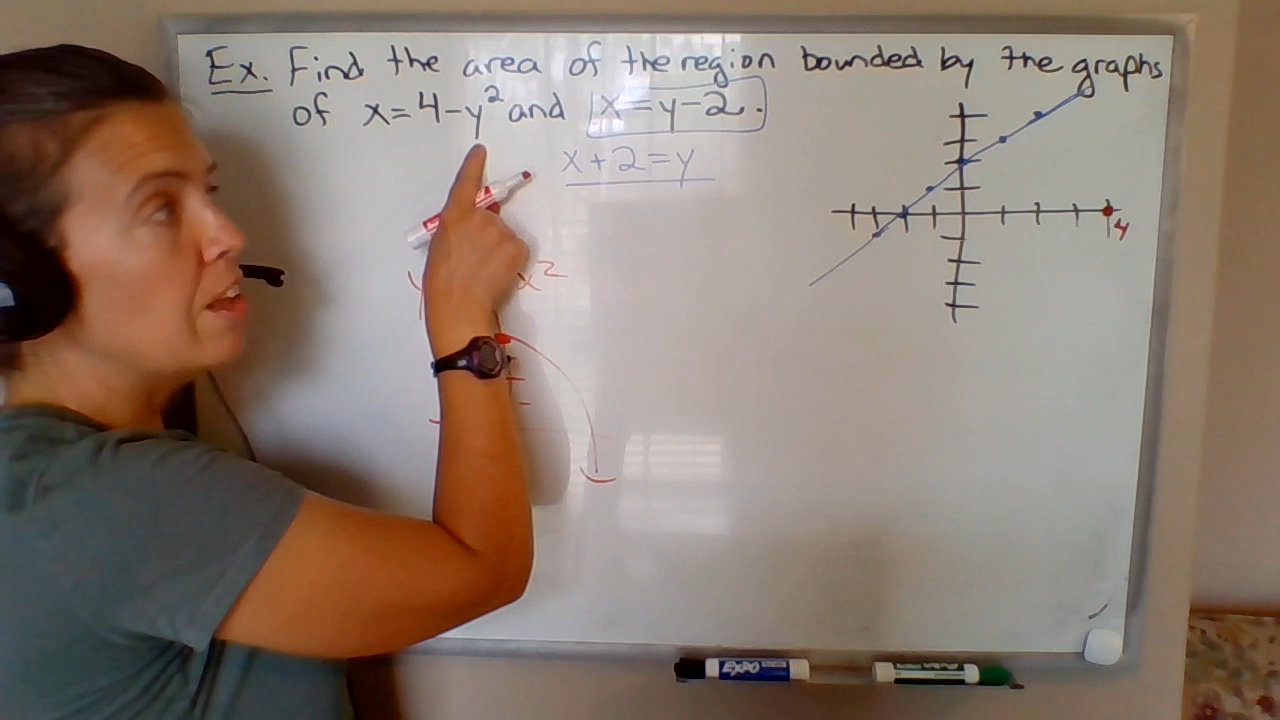 Ex. Find the area of the region bounded by the graphs
of x=4-y² and x=y-2.
x+2=y
4
x²
EXPO